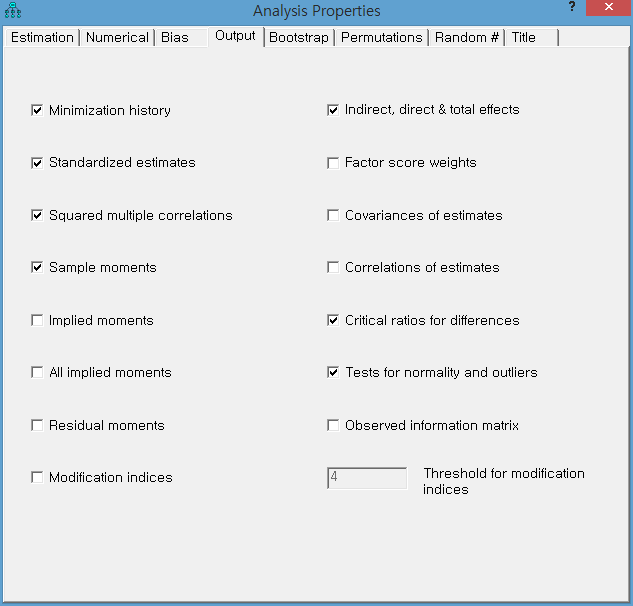 Analysis Properties
?
Estimation Numerical Bias Output Bootstrap Permutations Random # Title
Minimization history
Standardized estimates
Squared multiple correlations
Sample moments
Implied moments
All implied moments
Residual moments
Modification indices
Indirect, direct & total effects
Factor score weights
Covariances of estimates
Correlations of estimates
Critical ratios for differences
Tests for normality and outliers
Observed information matrix
4
Threshold for modification
indices